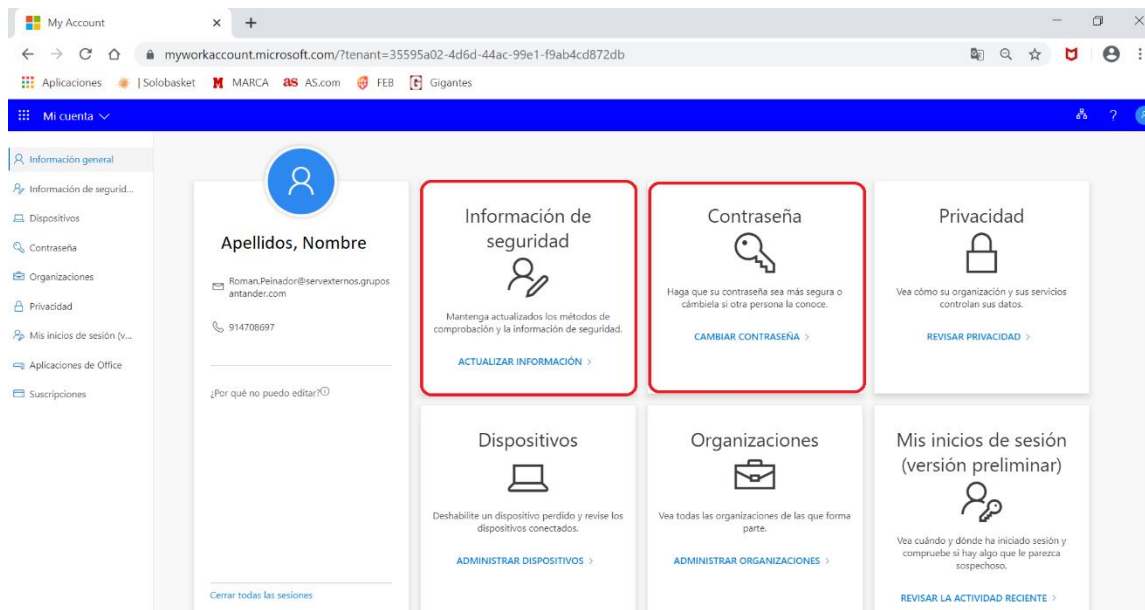 My Account
myworkaccount.microsoft.com/?tenant=35595a02-4d6d-44ac-99e1-f9ab4cd872db
Aplicaciones | Solobasket M MARCA as AS.com FEB G Gigantes
Mi cuenta
?
Información general
Información de segurid...
Dispositivos
Contraseña
Organizaciones
Privacidad
Mis inicios de sesión (v...
Aplicaciones de Office
Suscripciones
Apellidos, Nombre
Roman.Peinador@servexternos.grupos
antander.com
914708697
¿Por qué no puedo editar?
Cerrar todas las sesiones
Información de
seguridad
Mantenga actualizados los métodos de
comprobación y la información de seguridad.
ACTUALIZAR INFORMACIÓN >
Contraseña
Haga que su contraseña sea más segura o
cámbiela si otra persona la conoce.
CAMBIAR CONTRASEÑA >
Privacidad
Vea cómo su organización y sus servicios
controlan sus datos.
REVISAR PRIVACIDAD >
Dispositivos
Deshabilite un dispositivo perdido y revise los
dispositivos conectados.
ADMINISTRAR DISPOSITIVOS >
Organizaciones
Vea todas las organizaciones de las que forma
parte.
ADMINISTRAR ORGANIZACIONES >
Mis inicios de sesión
(versión preliminar)
Vea cuándo y dónde ha iniciado sesión y
compruebe si hay algo que le parezca
sospechoso.
REVISAR LA ACTIVIDAD RECIENTE >